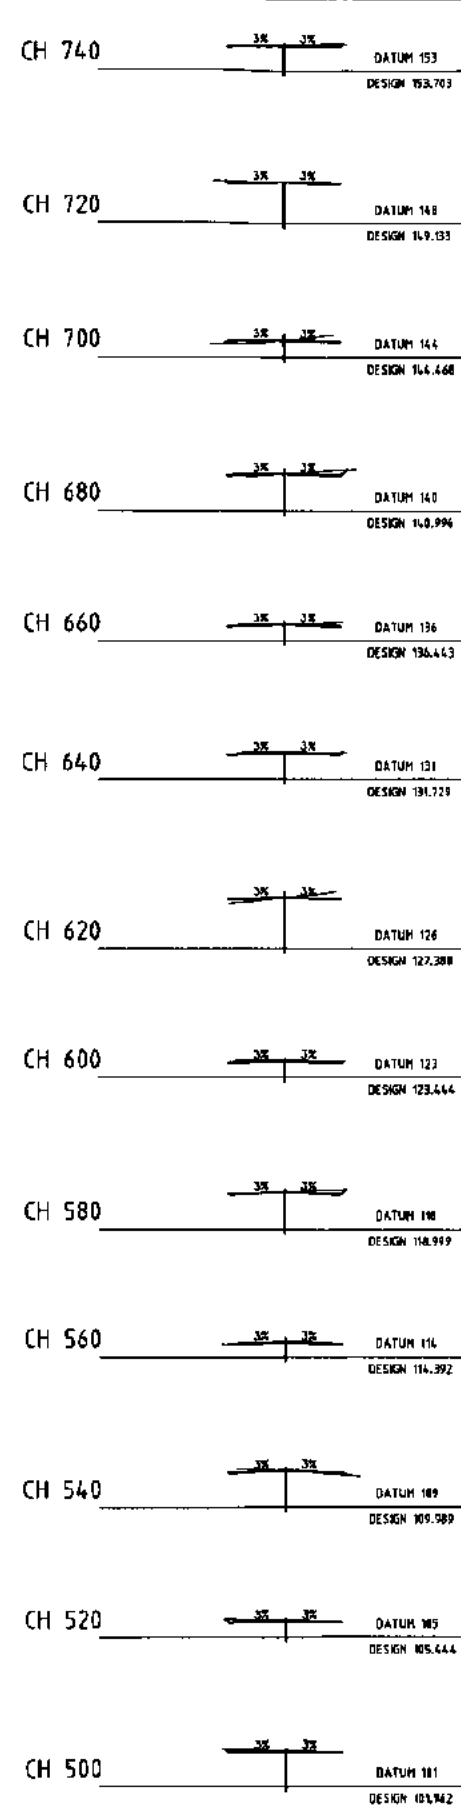 3% 3%
CH 740
DATUM 153
DESIGN 153.703
3% 3%
CH 720
DATUM 148
DESIGN 149.133
3% 3%
CH 700
DATUM 144
DESIGN 144.468
3% 3%
CH 680
DATUM 140
DESIGN 140.996
3% 3%
CH 660
DATUM 136
DESIGN 136.443
3% 3%
CH 640
DATUM 131
DESIGN 131.729
3% 3%
CH 620
DATUM 126
DESIGN 127.388
3% 3%
CH 600
DATUM 123
DESIGN 123.444
3% 3%
CH 580
DATUM 118
DESIGN 118.999
3% 3%
CH 560
DATUM 114
DESIGN 114.392
3% 3%
CH 540
DATUM 109
DESIGN 109.989
3% 3%
CH 520
DATUM 105
DESIGN 105.444
3% 3%
CH 500
DATUM 101
DESIGN